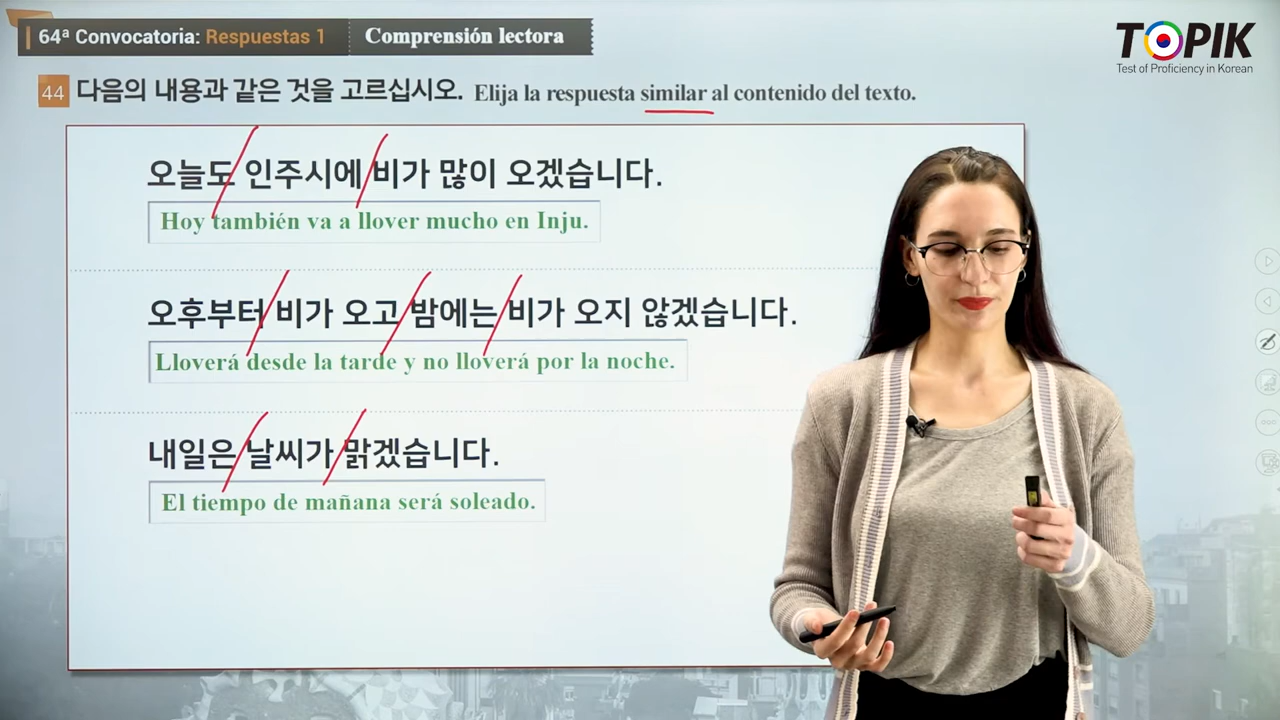 64ª Convocatoria: Respuestas 1 Comprensión lectora
TOPIK
Test of Proficiency in Korean
44 다음의 내용과 같은 것을 고르십시오. Elija la respuesta similar al contenido del texto.
오늘도 인주시에 비가 많이 오겠습니다.
Hoy también va a llover mucho en Inju.
오후부터 비가 오고 밤에는 비가 오지 않겠습니다.
Lloverá desde la tarde y no lloverá por la noche.
내일은 날씨가 맑겠습니다.
El tiempo de mañana será soleado.